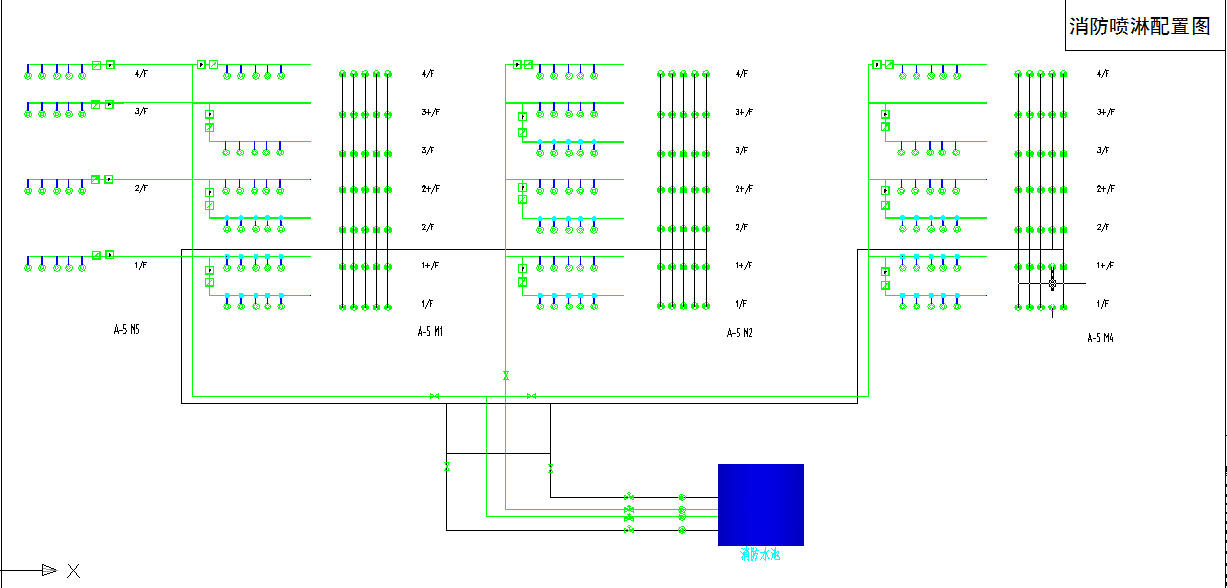 消防喷淋配置图
4/F 4/F 4/F 4/F
3/F 3+/F 3+/F 3+/F
3/F 3/F 3/F
2/F 2+/F 2+/F 2+/F
2/F 2/F 2/F
1/F 1+/F 1+/F 1+/F
1/F 1/F 1/F
A-5 M5 A-5 M1 A-5 M2 A-5 M4
消防水池
X